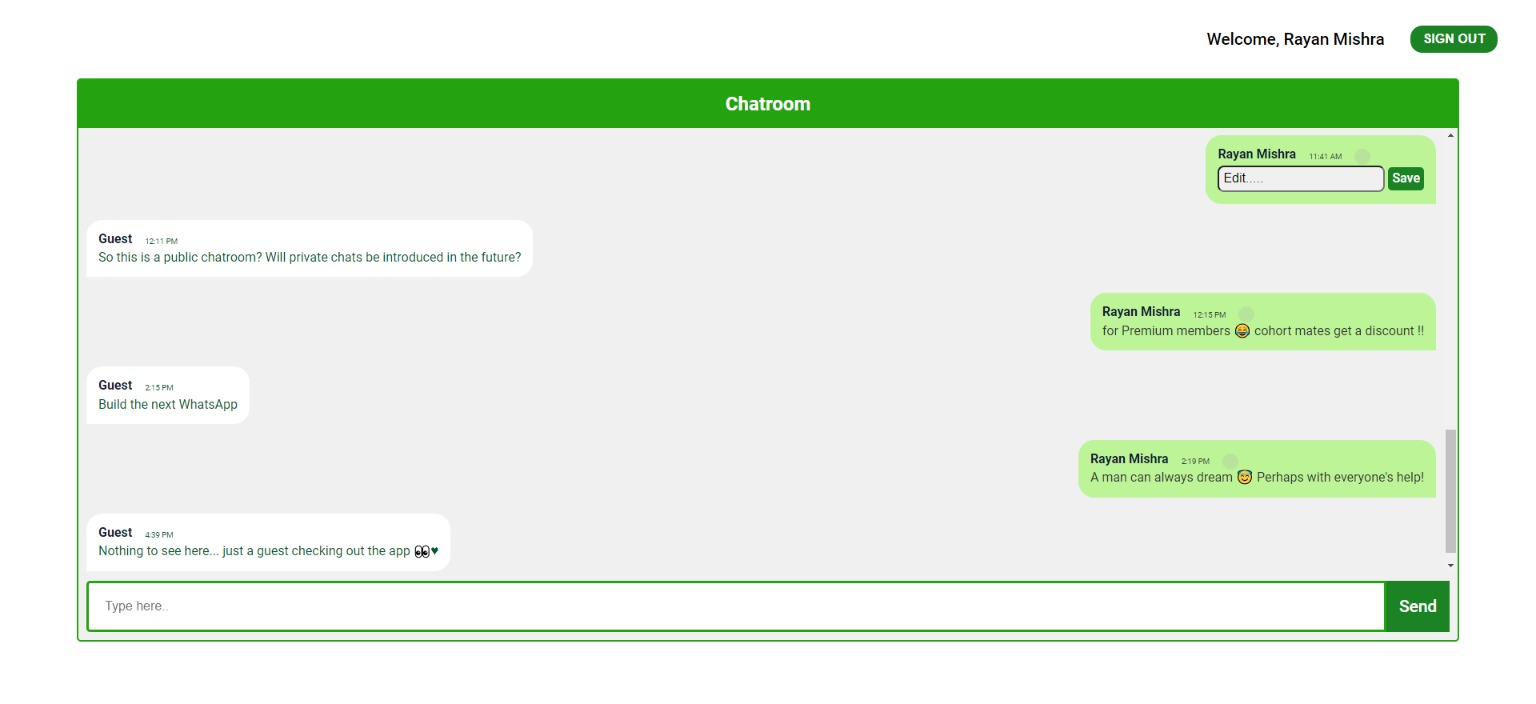 Welcome, Rayan Mishra
SIGN OUT
Chatroom
Rayan Mishra 11:41 AM
Edit.....
Save
Guest 12:11 PM
So this is a public chatroom? Will private chats be introduced in the future?
Rayan Mishra 12:15 PM
for Premium members 😂 cohort mates get a discount !!
Guest 2:15 PM
Build the next WhatsApp
Rayan Mishra 2:19 PM
A man can always dream 😇 Perhaps with everyone's help!
Guest 4:39 PM
Nothing to see here... just a guest checking out the app 👀♥
Type here..
Send